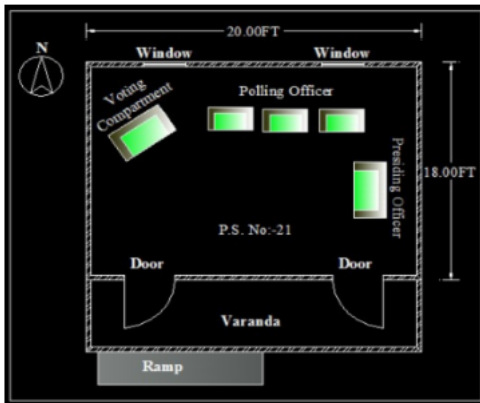 20.00FT
N
Window
Window
Voting
Compartment
Polling Officer
Presiding Officer
18.00FT
P.S. No:-21
Door
Door
Varanda
Ramp